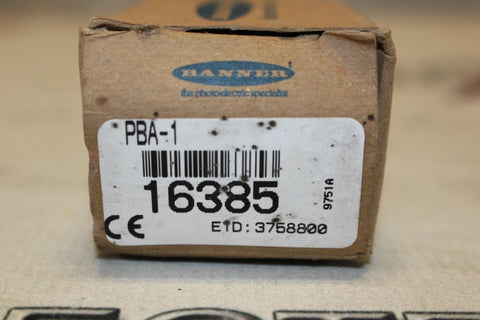 BANNER
the photoelectric specialist
PBA-1
16385
9751A
EID: 3758800
CE